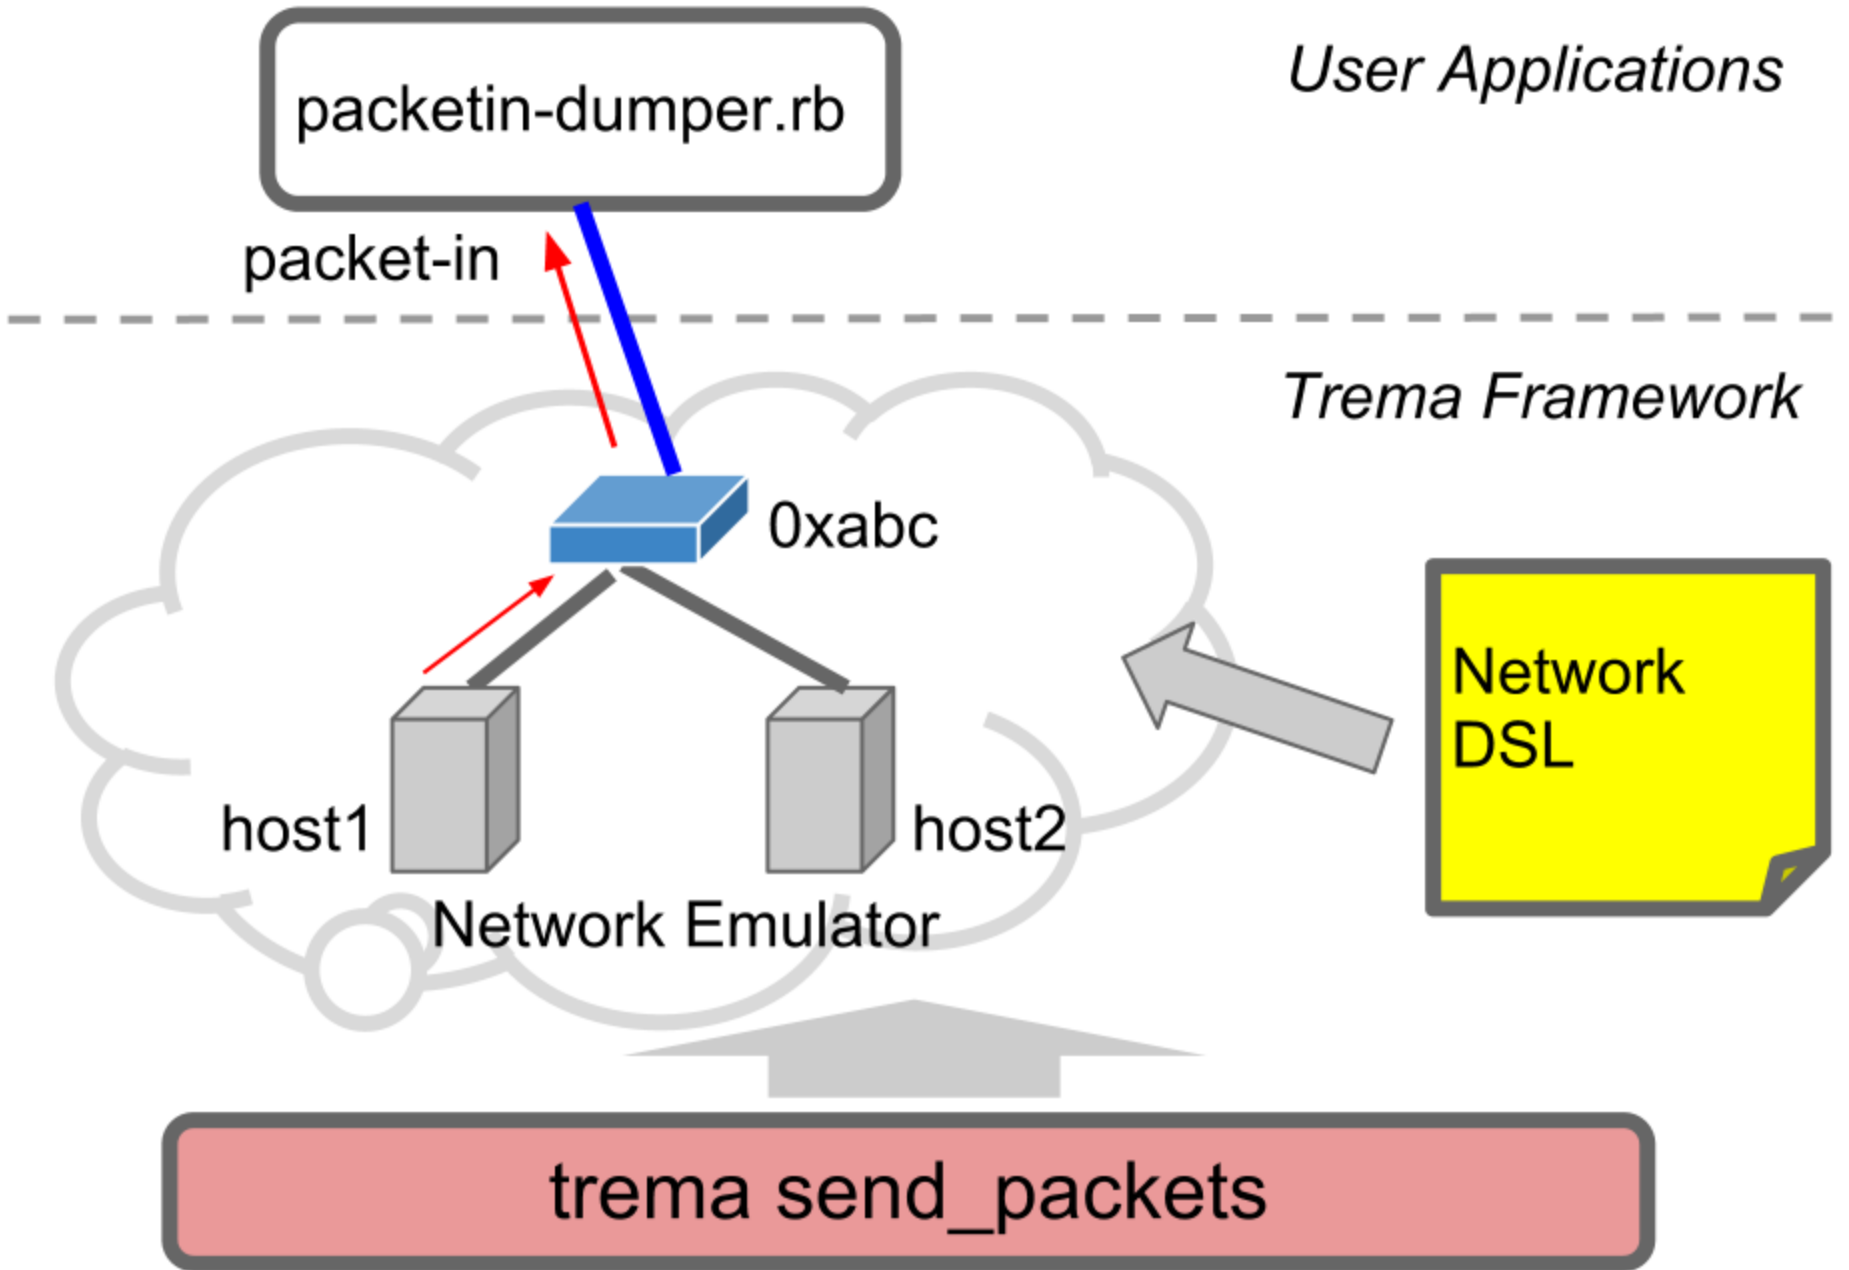 packetin-dumper.rb
User Applications
packet-in
Trema Framework
0xabc
Network
DSL
host1
host2
Network Emulator
trema send_packets